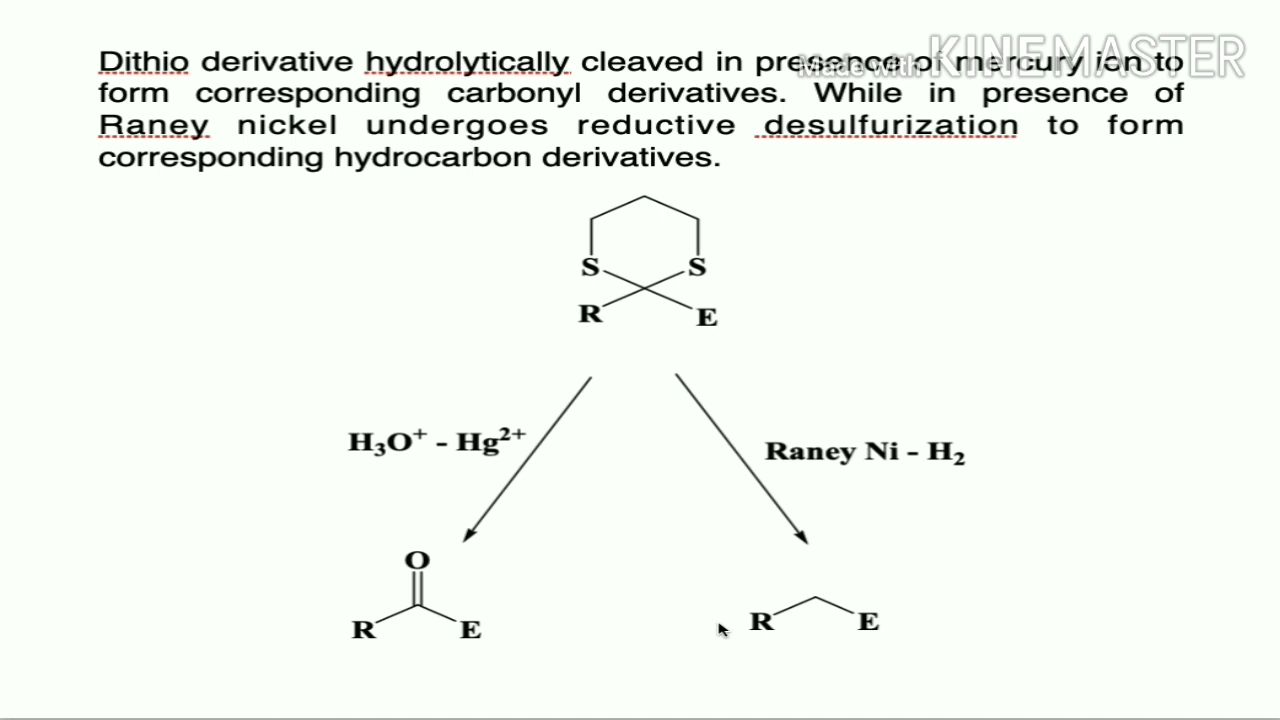 Dithio derivative hydrolytically cleaved in presence of mercury ion to
form corresponding carbonyl derivatives. While in presence of
Raney nickel undergoes reductive desulfurization to form
corresponding hydrocarbon derivatives.
Made with KINEMASTER
S S
R E
H₃O⁺ - Hg²⁺
Raney Ni - H₂
O
R E
R E